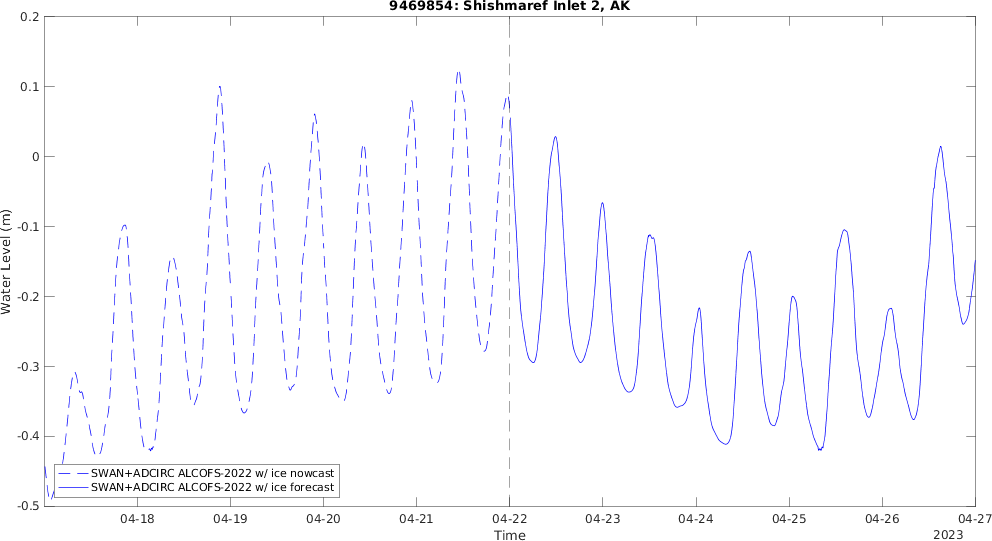 9469854: Shishmaref Inlet 2, AK
0.2
0.1
0
-0.1
-0.2
-0.3
-0.4
-0.5
Water Level (m)
SWAN+ADCIRC ALCOFS-2022 w/ ice nowcast
SWAN+ADCIRC ALCOFS-2022 w/ ice forecast
04-18 04-19 04-20 04-21 04-22 04-23 04-24 04-25 04-26 04-27
Time
2023